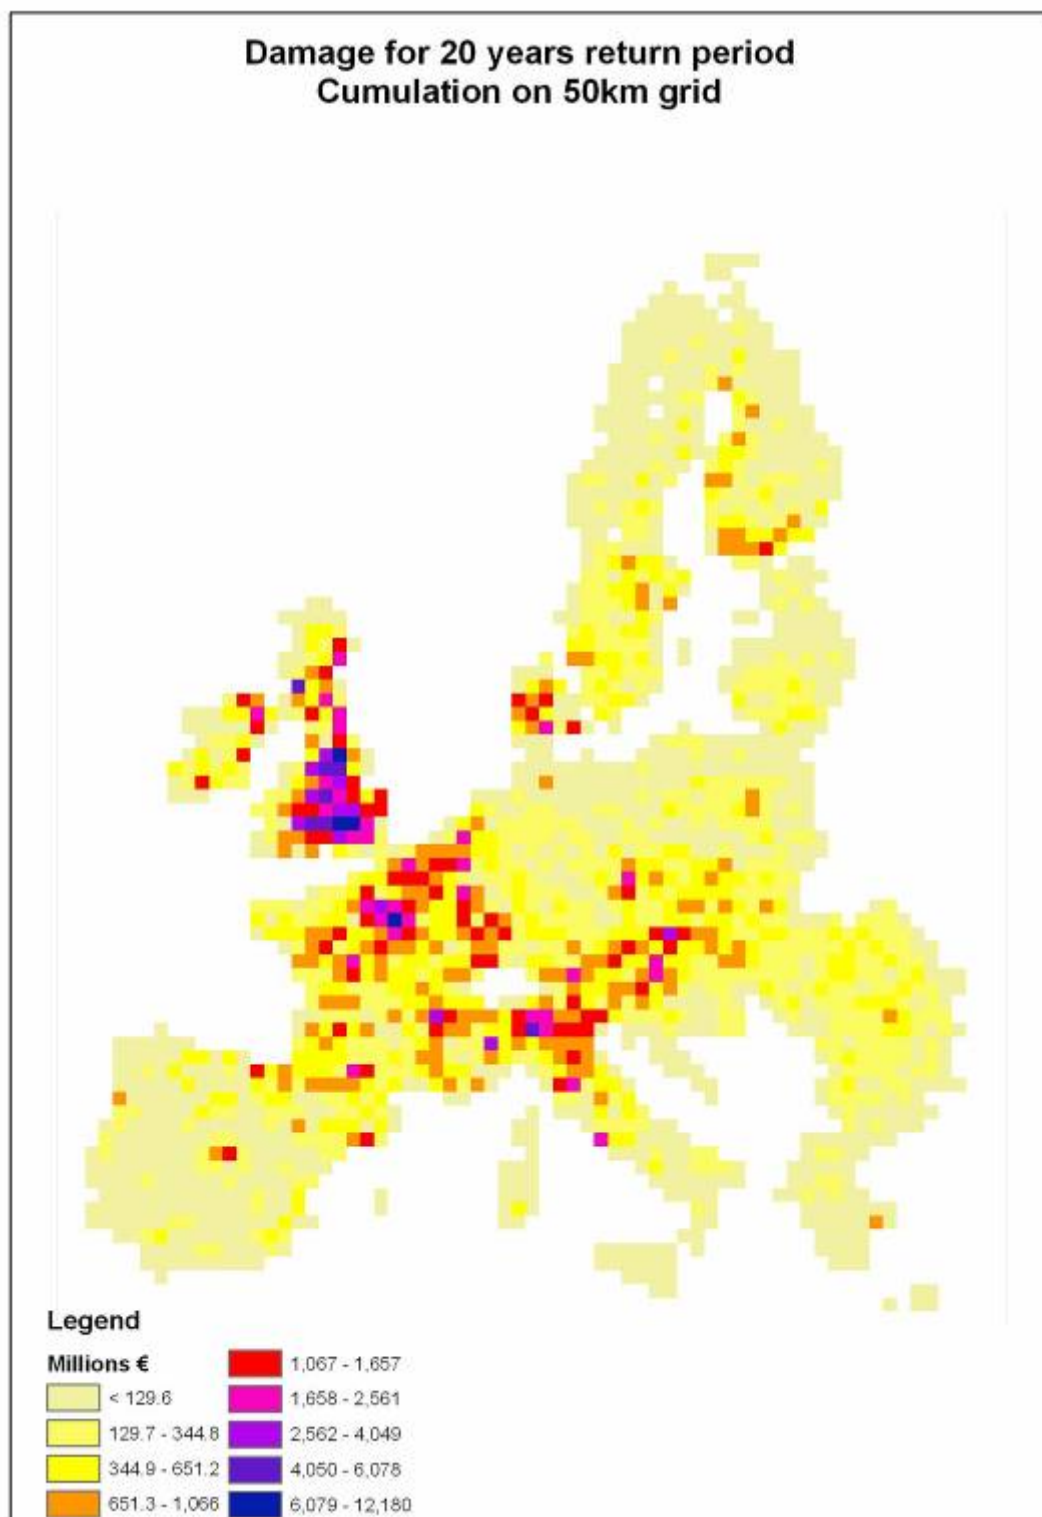 Damage for 20 years return period
Cumulation on 50km grid
Legend
Millions €
< 129.6
129.7 - 344.8
344.9 - 651.2
651.3 - 1,066
1,067 - 1,657
1,658 - 2,561
2,562 - 4,049
4,050 - 6,078
6,079 - 12,180